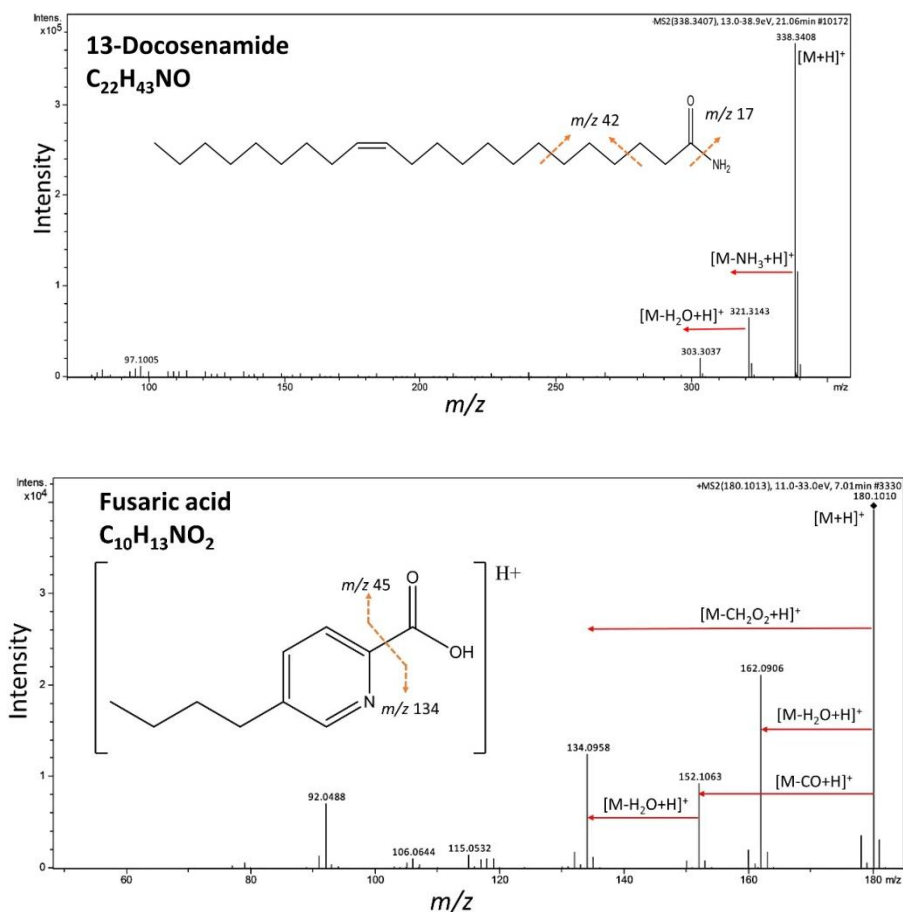 Intens.
x10⁵
-MS2(338.3407), 13.0-38.9eV, 21.06min #10172
338.3408
13-Docosenamide
C₂₂H₄₃NO
[M+H]⁺
3
O
m/z 42
m/z 17
NH₂
Intensity
2
[M-NH₃+H]⁺
1
[M-H₂O+H]⁺
321.3143
303.3037
97.1005
0
100
150
200
250
300
m/z
m/z
Intens.
x10⁴
+MS2(180.1013), 11.0-33.0eV, 7.01min #3330
180.1010
Fusaric acid
C₁₀H₁₃NO₂
[M+H]⁺
H+
O
m/z 45
3
[M-CH₂O₂+H]⁺
OH
Intensity
162.0906
N
2
m/z 134
[M-H₂O+H]⁺
134.0958
152.1063
[M-CO+H]⁺
1
92.0488
[M-H₂O+H]⁺
106.0644
115.0532
0
60
80
100
120
140
160
180 m/z
m/z